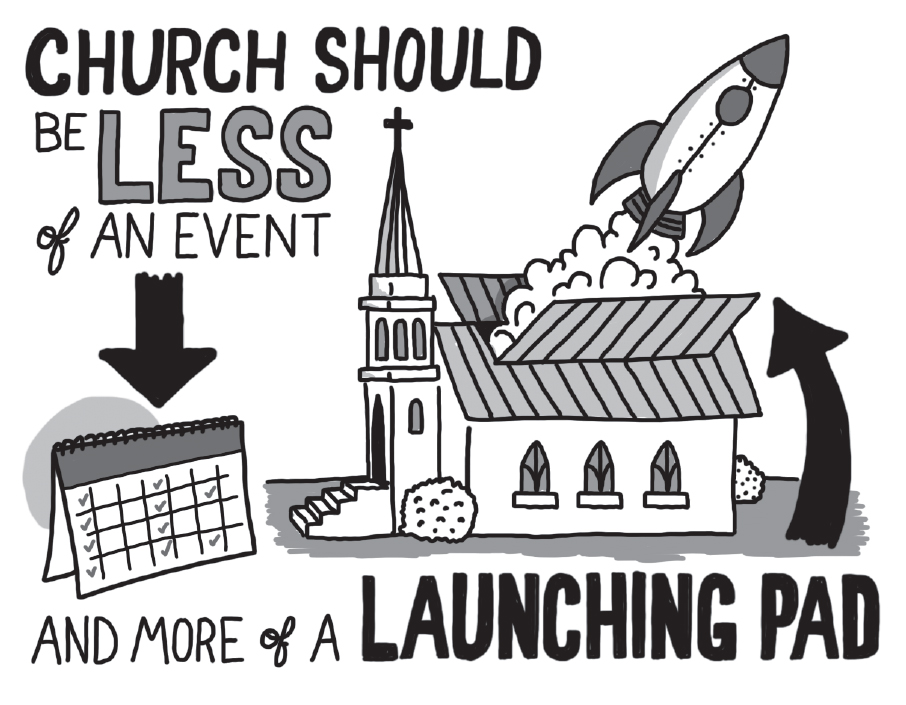 CHURCH SHOULD
BE LESS
of AN EVENT
AND MORE of A LAUNCHING PAD